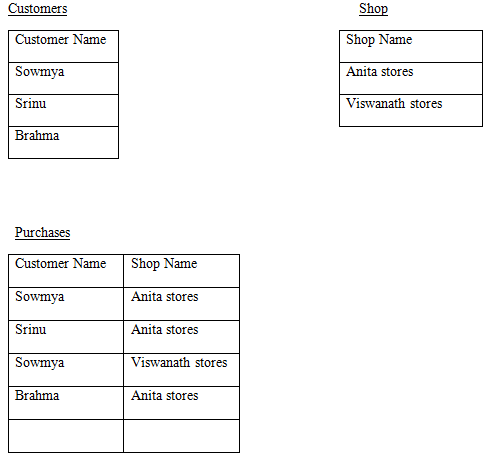 Customers
Shop
Customer Name
Shop Name
Sowmya
Anita stores
Srinu
Viswanath stores
Brahma
Purchases
Customer Name Shop Name
Sowmya Anita stores
Srinu Anita stores
Sowmya Viswanath stores
Brahma Anita stores